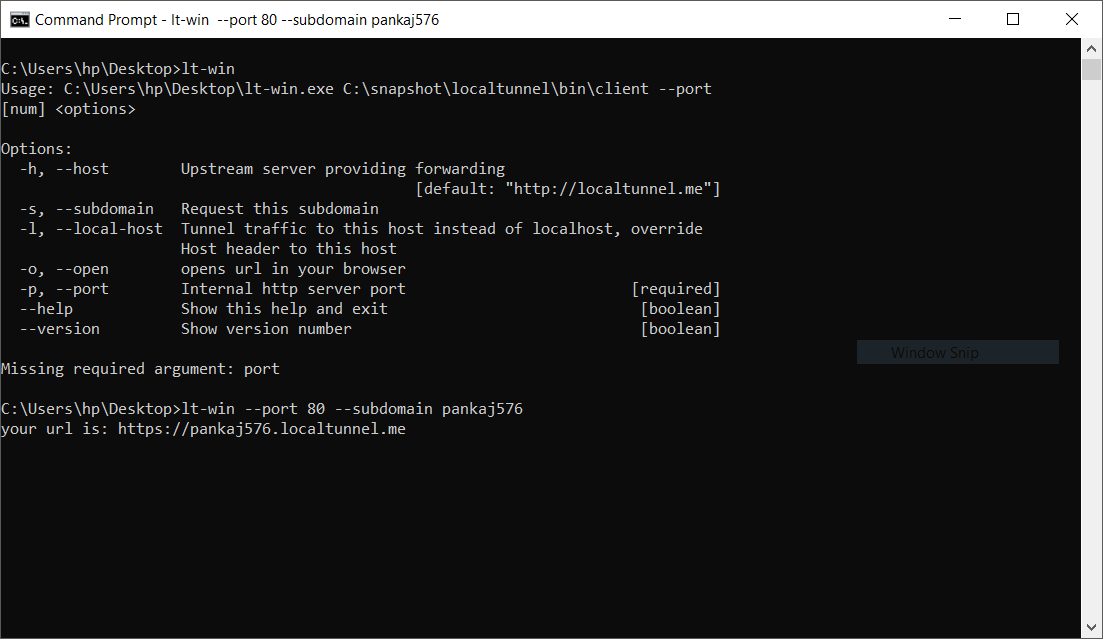 Command Prompt - lt-win  --port 80 --subdomain pankaj576
C:\Users\hp\Desktop>lt-win
Usage: C:\Users\hp\Desktop\lt-win.exe C:\snapshot\localtunnel\bin\client --port
[num] <options>
Options:
  -h, --host        Upstream server providing forwarding
                                              [default: "http://localtunnel.me"]
  -s, --subdomain   Request this subdomain
  -l, --local-host  Tunnel traffic to this host instead of localhost, override
                    Host header to this host
  -o, --open        opens url in your browser
  -p, --port        Internal http server port                         [required]
  --help            Show this help and exit                            [boolean]
  --version         Show version number                                [boolean]
Window Snip
Missing required argument: port
C:\Users\hp\Desktop>lt-win --port 80 --subdomain pankaj576
your url is: https://pankaj576.localtunnel.me